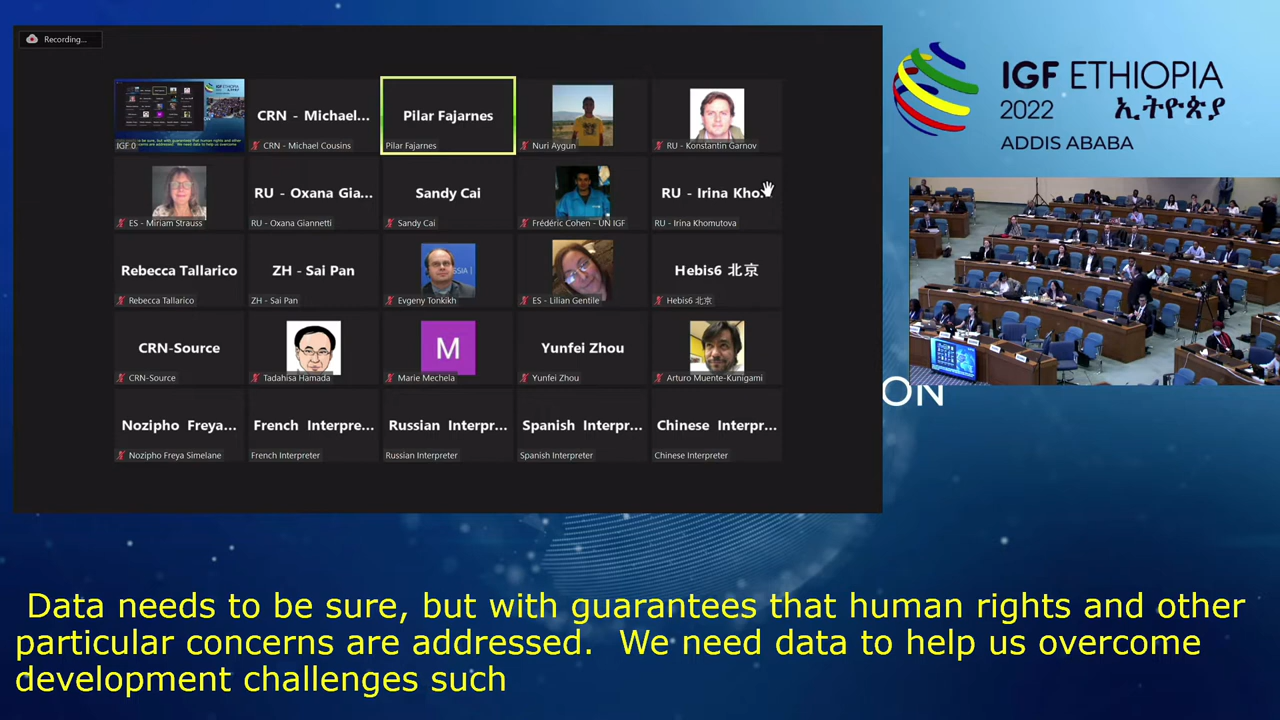 Recording...
IGF ETHIOPIA
2022 ኢትዮጵያ
ADDIS ABABA
IGF 0
CRN - Michael...
CRN - Michael Cousins
Pilar Fajarnes
Pilar Fajarnes
Nuri Aygun
RU - Konstantin Garnov
ES - Miriam Strauss
RU - Oxana Gia...
RU - Oxana Giannetti
Sandy Cai
Sandy Cai
Frédéric Cohen - UN IGF
RU - Irina Kho...
RU - Irina Khomutova
Rebecca Tallarico
Rebecca Tallarico
ZH - Sai Pan
ZH - Sai Pan
Evgeny Tonkikh
ES - Lilian Gentile
Hebis6 北京
Hebis6 北京
CRN-Source
CRN-Source
Tadahisa Hamada
M
Marie Mechela
Yunfei Zhou
Yunfei Zhou
Arturo Muente-Kunigami
Nozipho Freya...
Nozipho Freya Simelane
French Interpre...
French Interpreter
Russian Interpr...
Russian Interpreter
Spanish Interpr...
Spanish Interpreter
Chinese Interpr...
Chinese Interpreter
ON
Data needs to be sure, but with guarantees that human rights and other
particular concerns are addressed. We need data to help us overcome
development challenges such